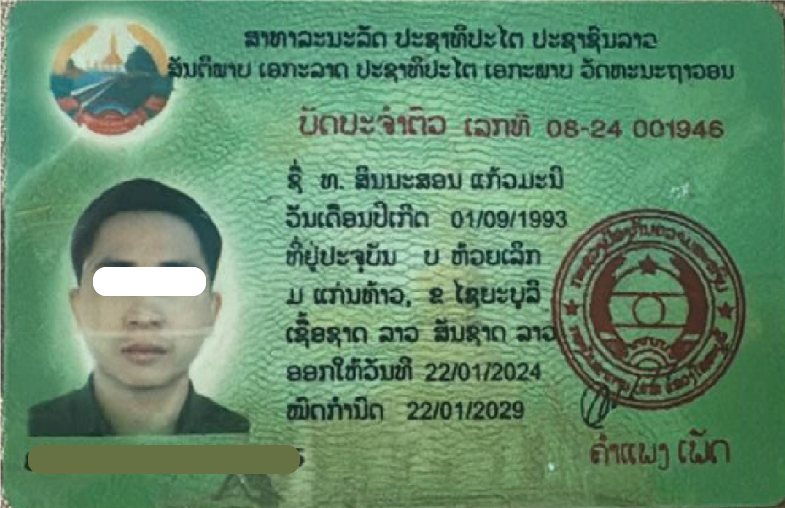 ສາທາລະນະລັດ ປະຊາທິປະໄຕ ປະຊາຊົນລາວ
ສັນຕິພາບ ເອກະລາດ ປະຊາທິປະໄຕ ເອກະພາບ ວັດທະນະຖາວອນ
ບັດປະຈຳຕົວ ເລກທີ 08-24 001946
ຊື່ ທ. ສິນນະສອນ ແກ້ວມະນີ
ວັນເດືອນປີເກີດ 01/09/1993
ທີ່ຢູ່ປະຈຸບັນ ບ ຫ້ວຍເລິກ
ມ ແກ່ນທ້າວ, ຂ ໄຊຍະບູລີ
ເຊື້ອຊາດ ລາວ ສັນຊາດ ລາວ
ອອກໃຫ້ວັນທີ 22/01/2024
ໝົດກຳນົດ 22/01/2029
ຄຳແພງ ເພັດ